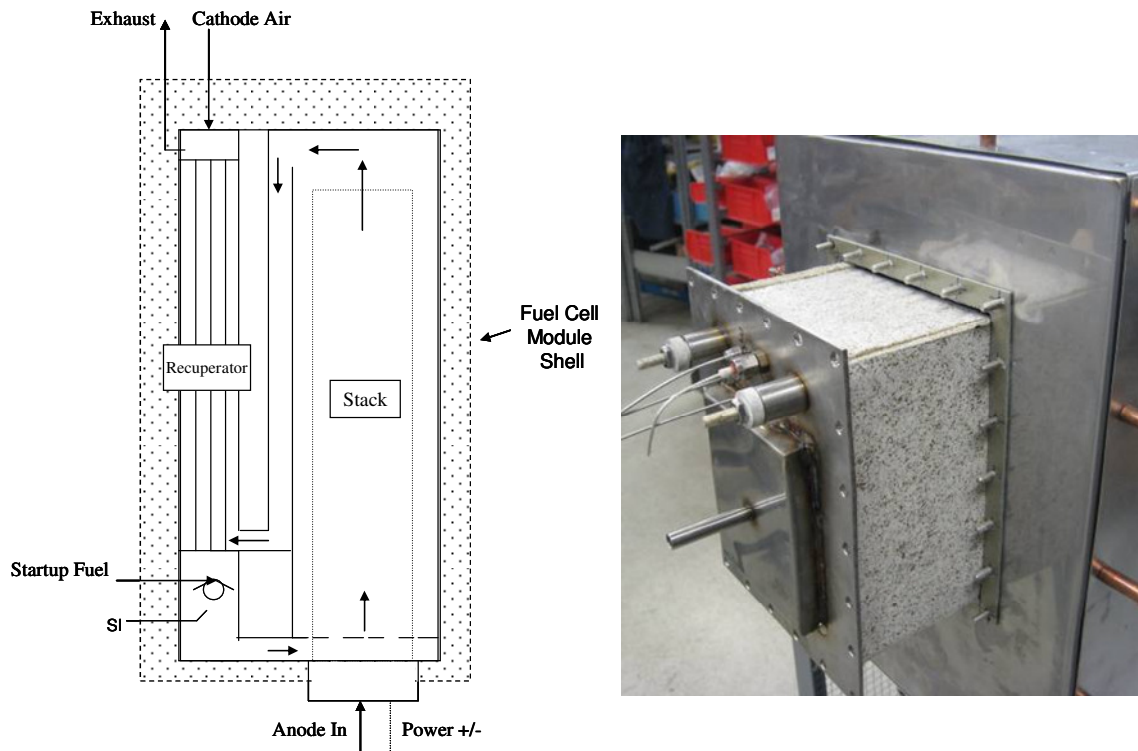 Exhaust
Cathode Air
Fuel Cell
Module
Shell
Recuperator
Stack
Startup Fuel
SI
Anode In
Power +/-